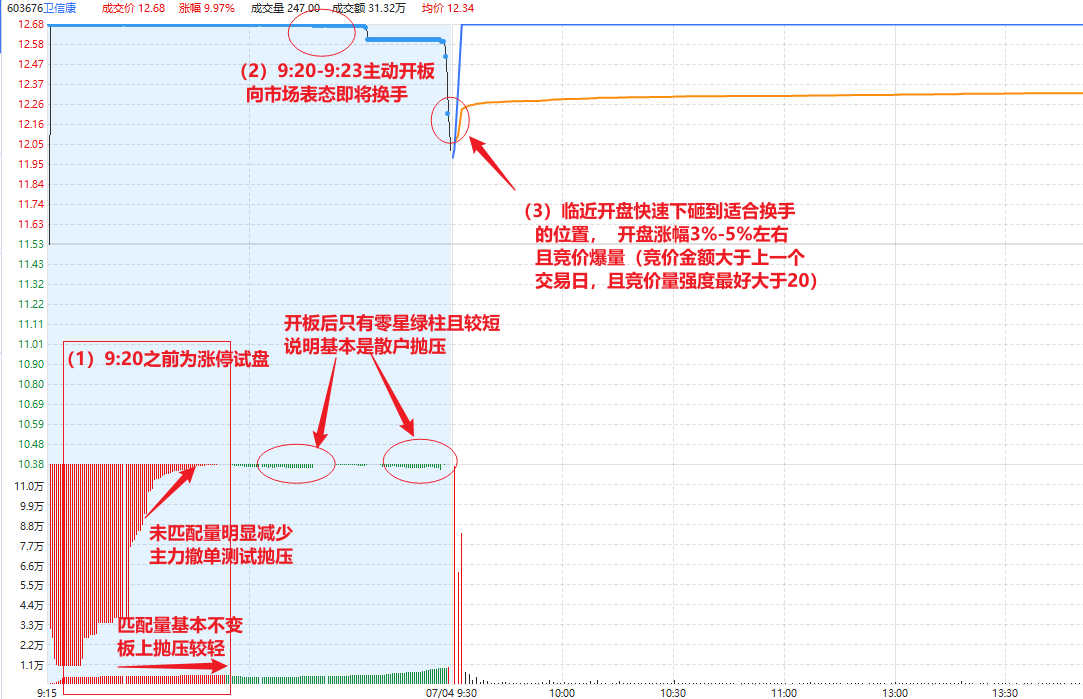 603676卫信康 成交价 12.68 涨幅 9.97% 成交量 247.00 成交额 31.32万 均价 12.34
12.68
12.58
12.47
12.37
12.26
12.16
12.05
11.95
11.84
11.74
11.63
11.53
11.43
11.32
11.22
11.11
11.01
10.90
10.80
10.69
10.59
10.48
10.38
11.0万
9.9万
8.8万
7.7万
6.6万
5.5万
4.4万
3.3万
2.2万
1.1万
(2) 9:20-9:23主动开板
向市场表态即将换手
(3) 临近开盘快速下砸到适合换手
的位置， 开盘涨幅3%-5%左右
且竞价爆量（竞价金额大于上一个
交易日，且竞价量强度最好大于20）
开板后只有零星绿柱且较短
说明基本是散户抛压
(1) 9:20之前为涨停试盘
未匹配量明显减少
主力撤单测试抛压
匹配量基本不变
板上抛压较轻
9:15 07/04 9:30 10:00 10:30 11:00 13:00 13:30